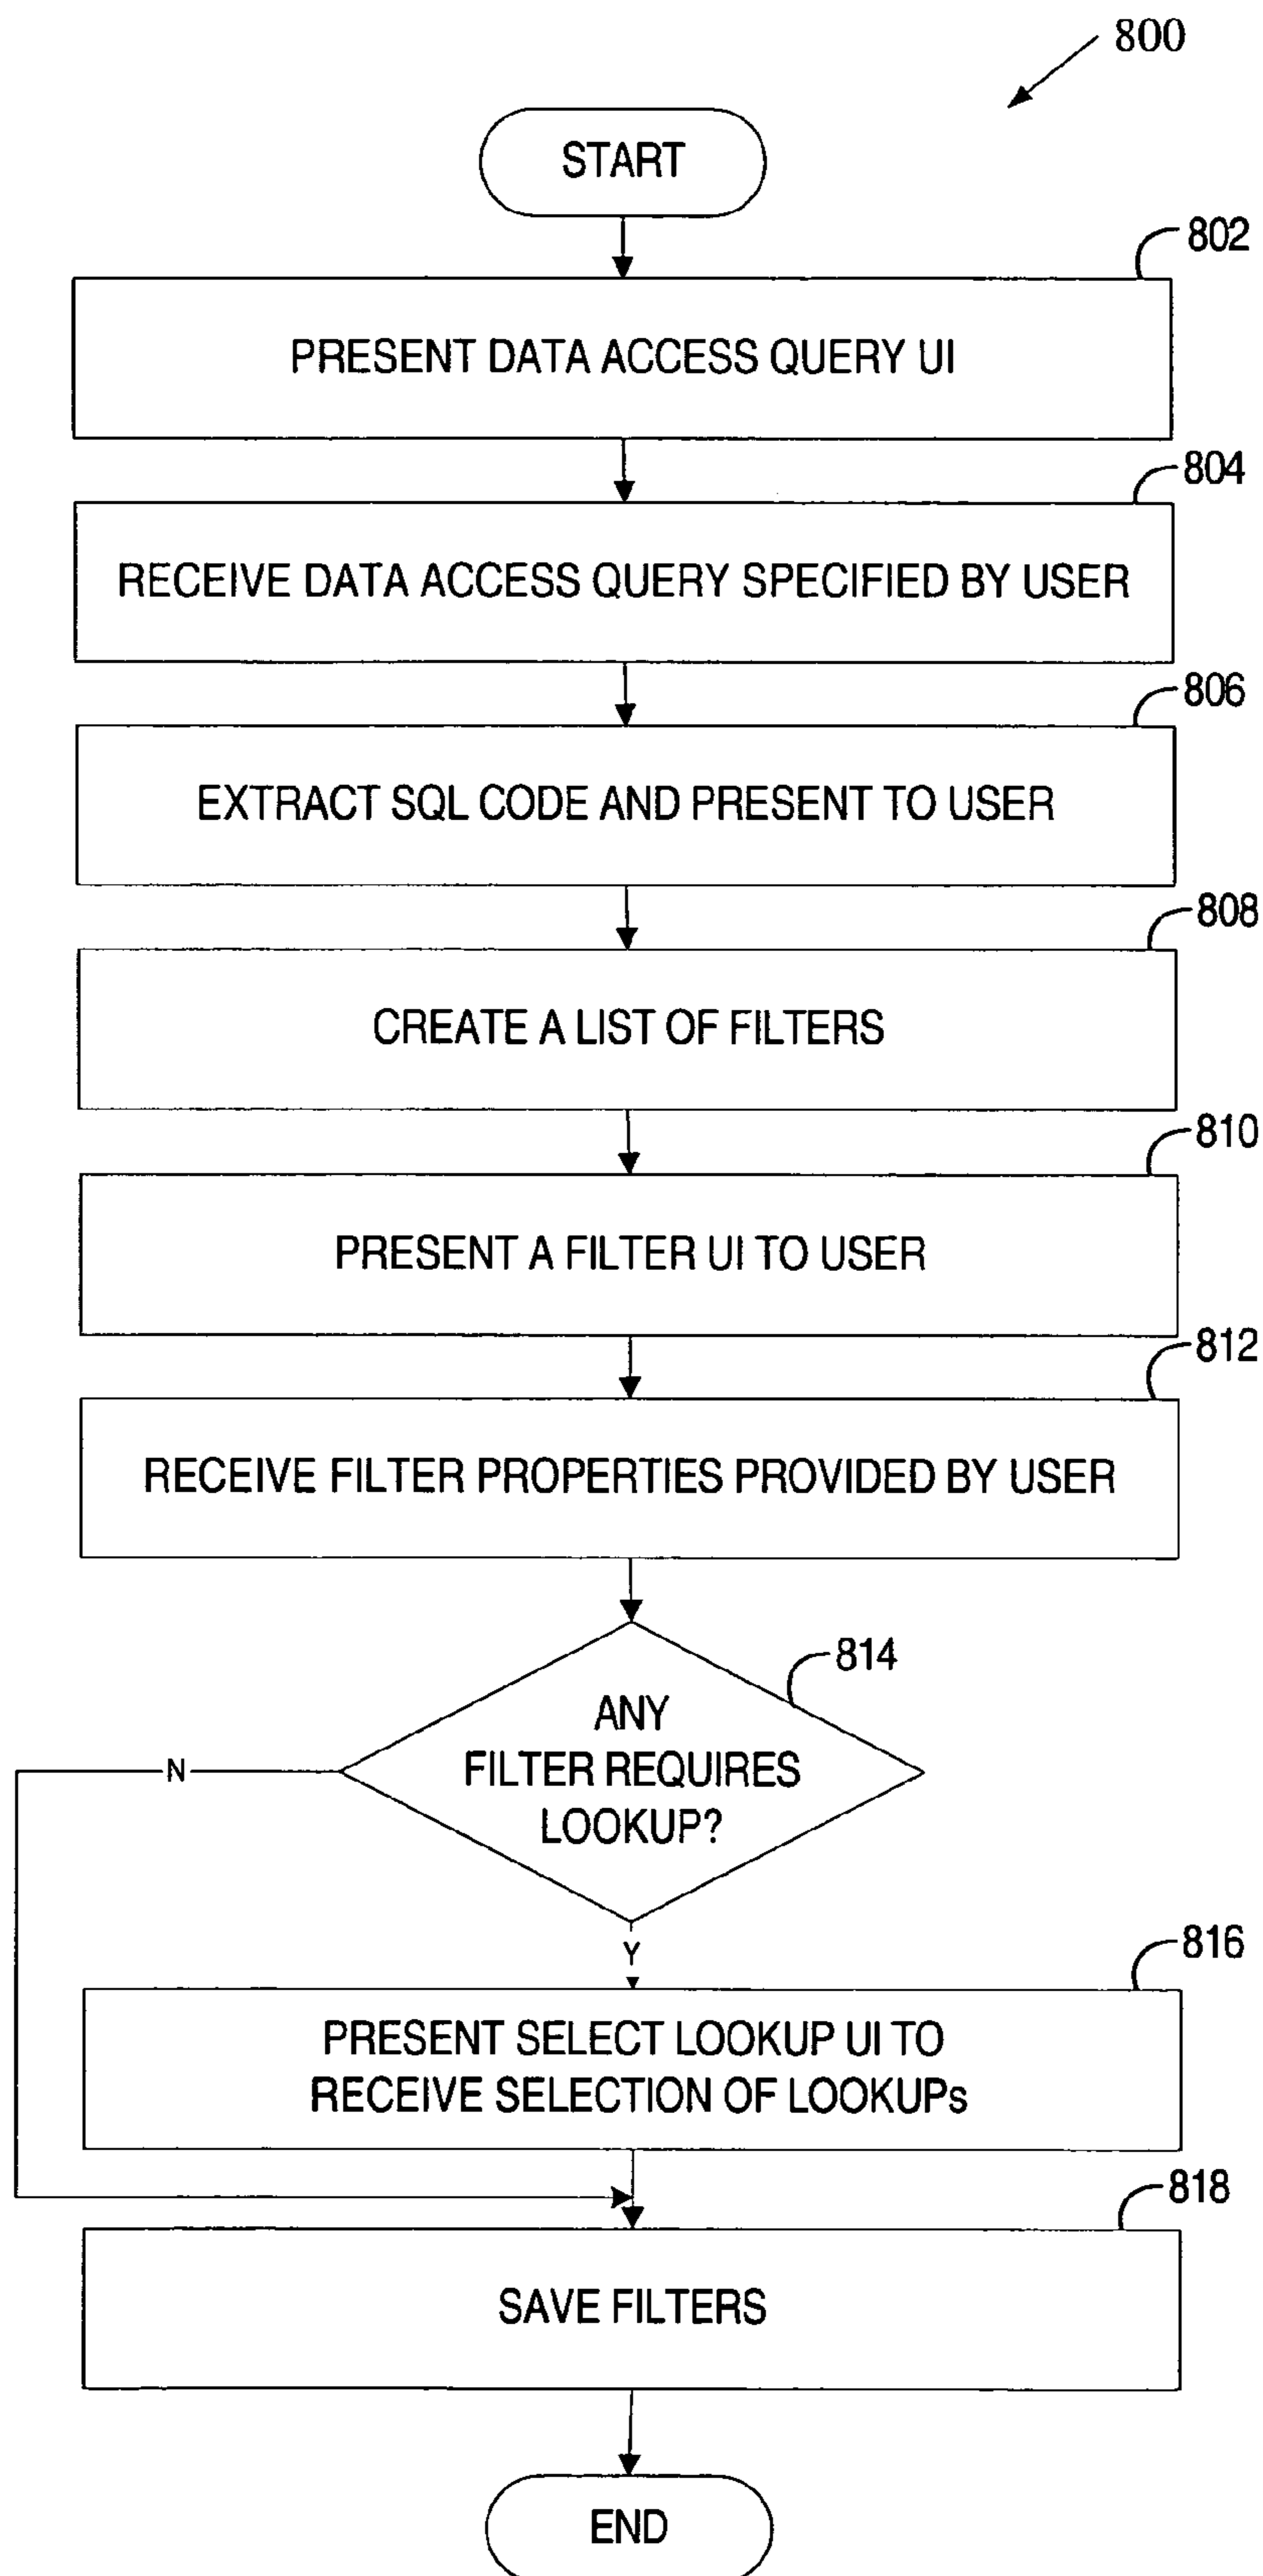 800
START
802
PRESENT DATA ACCESS QUERY UI
804
RECEIVE DATA ACCESS QUERY SPECIFIED BY USER
806
EXTRACT SQL CODE AND PRESENT TO USER
808
CREATE A LIST OF FILTERS
810
PRESENT A FILTER UI TO USER
812
RECEIVE FILTER PROPERTIES PROVIDED BY USER
814
ANY
FILTER REQUIRES
LOOKUP?
N
Y
816
PRESENT SELECT LOOKUP UI TO
RECEIVE SELECTION OF LOOKUPs
818
SAVE FILTERS
END